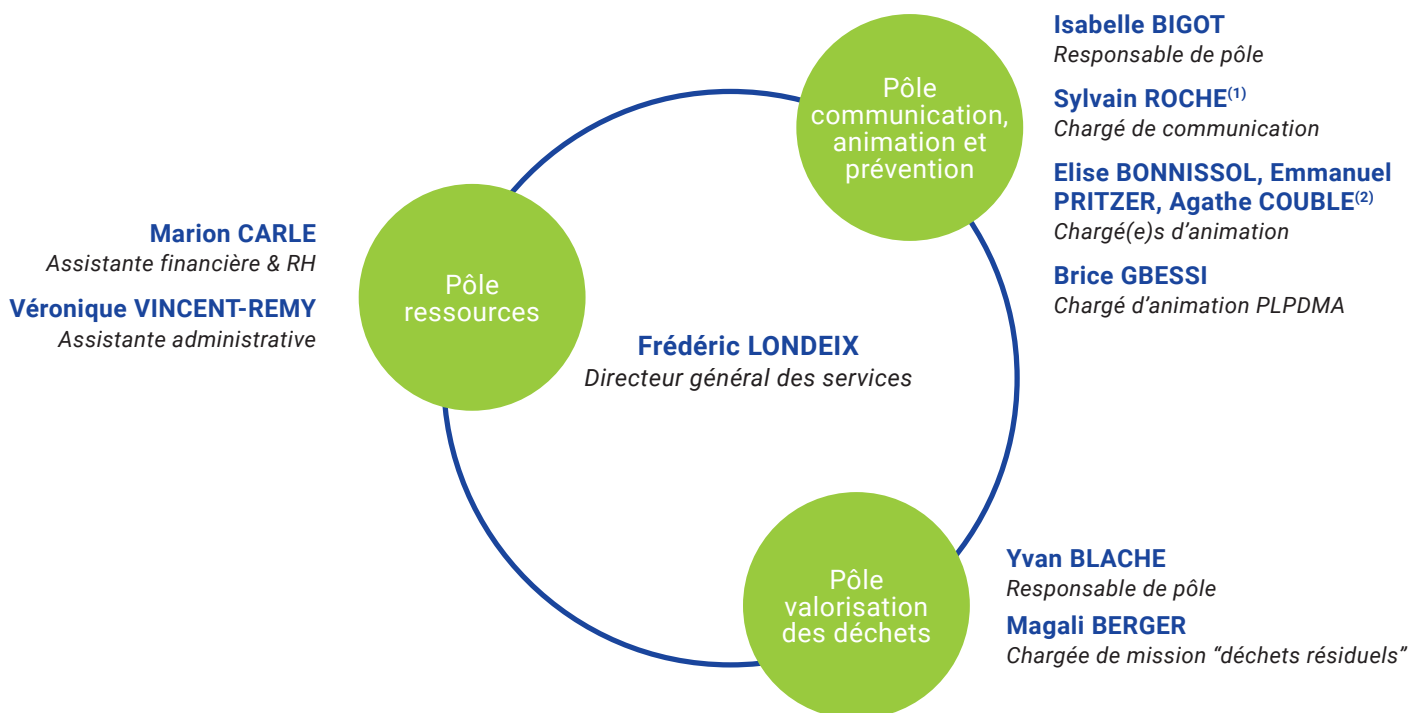 Isabelle BIGOT
Responsable de pôle
Sylvain ROCHE(1)
Chargé de communication
Elise BONNISSOL, Emmanuel
PRITZER, Agathe COUBLE(2)
Chargé(e)s d’animation
Brice GBESSI
Chargé d’animation PLPDMA
Pôle
communication,
animation et
prévention
Marion CARLE
Assistante financière & RH
Véronique VINCENT-REMY
Assistante administrative
Pôle
ressources
Frédéric LONDEIX
Directeur général des services
Pôle
valorisation
des déchets
Yvan BLACHE
Responsable de pôle
Magali BERGER
Chargée de mission “déchets résiduels”